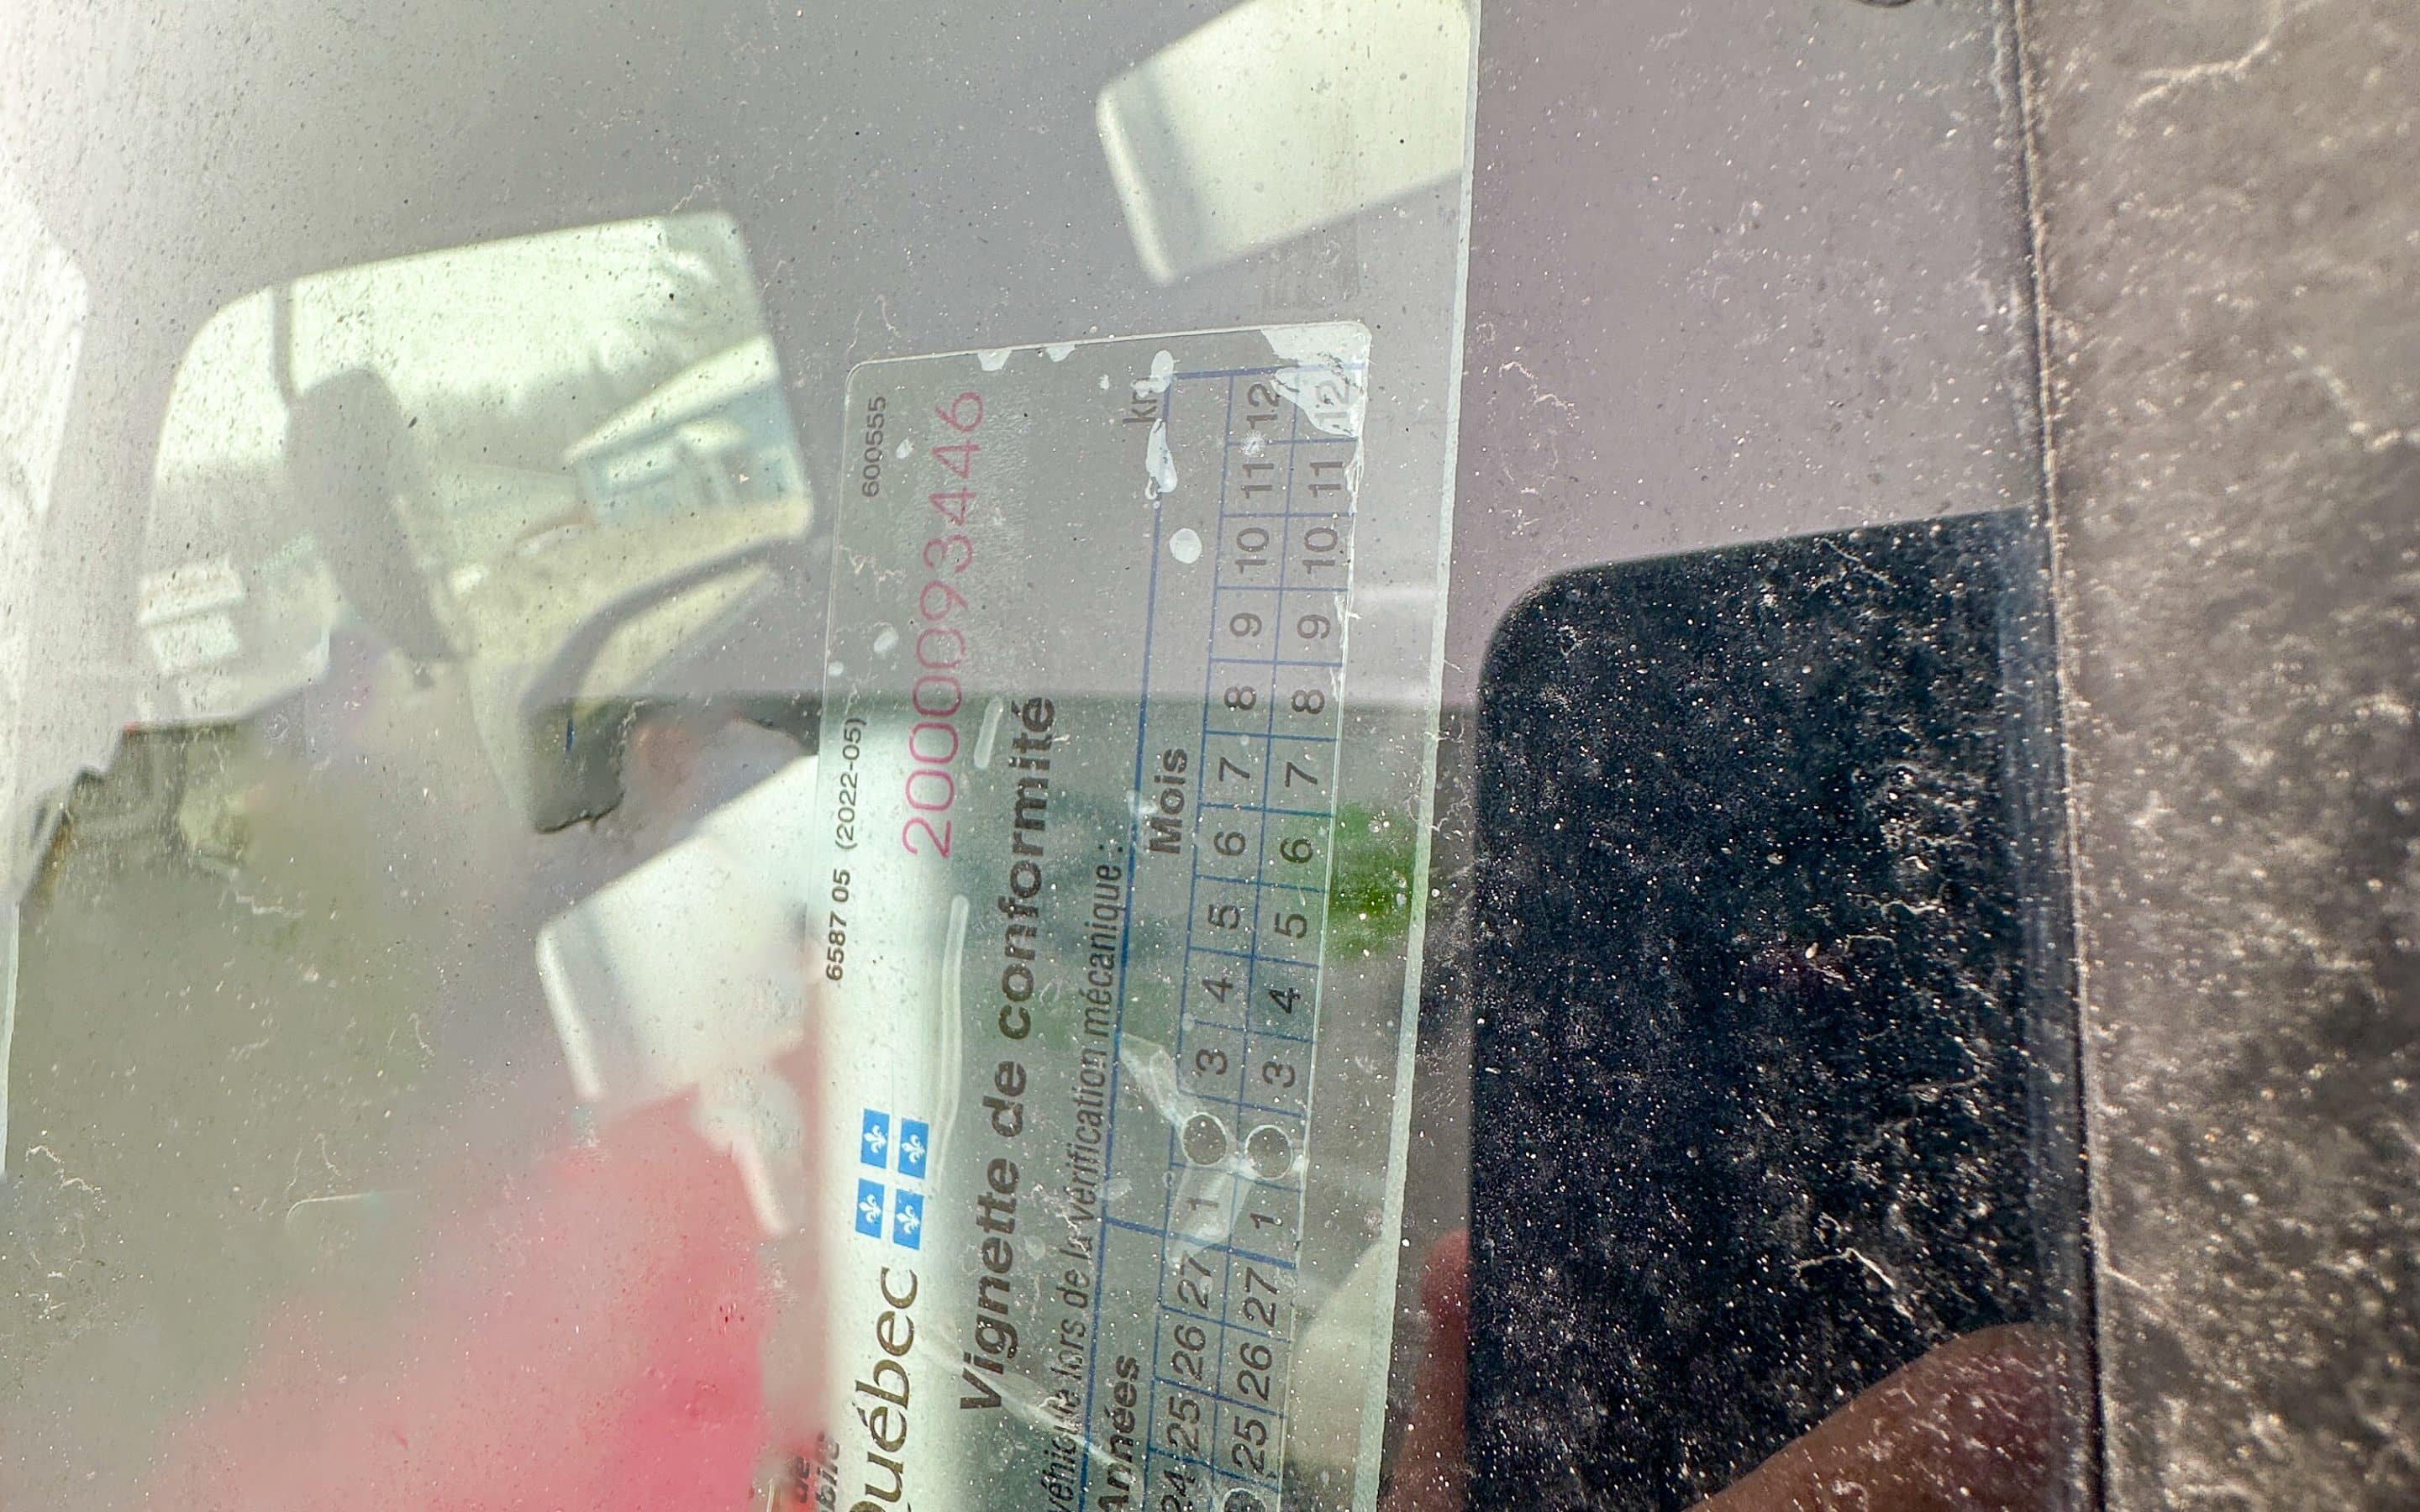 6587 05 (2022-05) 600555
Québec 2000093446
Vignette de conformité
véhicule lors de la vérification mécanique :
Années Mois
24 25 26 27 1 3 4 5 6 7 8 9 10 11 12
25 26 27 1 3 4 5 6 7 8 9 10 11 12